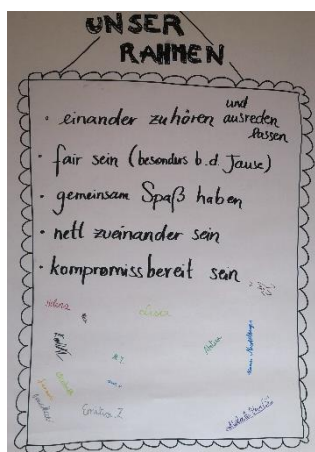 UNSER
RAHMEN
· einander zuhören und ausreden lassen
· fair sein (besonders b.d. Jause)
· gemeinsam Spaß haben
· nett zueinander sein
· kompromissbereit sein